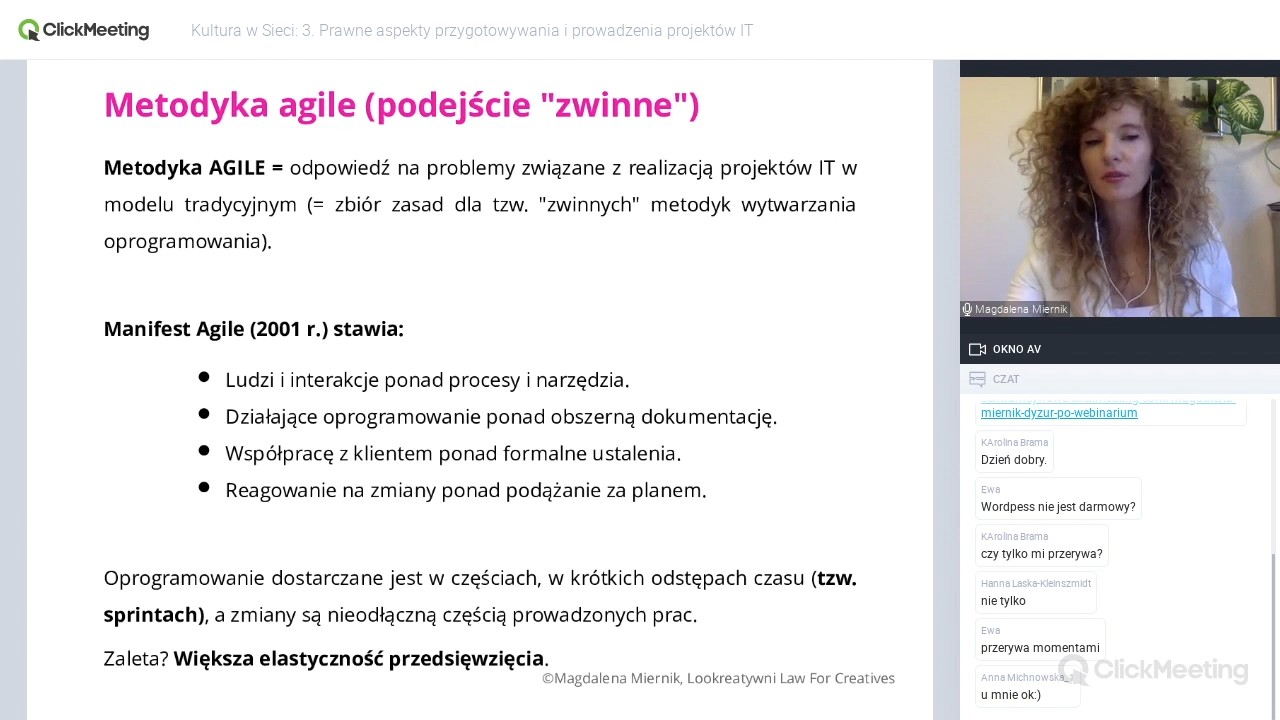 ClickMeeting
Kultura w Sieci: 3. Prawne aspekty przygotowywania i prowadzenia projektów IT
Metodyka agile (podejście "zwinne")
Metodyka AGILE = odpowiedź na problemy związane z realizacją projektów IT w
modelu tradycyjnym (= zbiór zasad dla tzw. "zwinnych" metodyk wytwarzania
oprogramowania).
Manifest Agile (2001 r.) stawia:
● Ludzi i interakcje ponad procesy i narzędzia.
● Działające oprogramowanie ponad obszerną dokumentację.
● Współpracę z klientem ponad formalne ustalenia.
● Reagowanie na zmiany ponad podążanie za planem.
Oprogramowanie dostarczane jest w częściach, w krótkich odstępach czasu (tzw.
sprintach), a zmiany są nieodłączną częścią prowadzonych prac.
Zaleta? Większa elastyczność przedsięwzięcia.
©Magdalena Miernik, Lookreatywni Law For Creatives
Magdalena Miernik
OKNO AV
CZAT
miernik-dyzur-po-webinarium
KArolina Brama
Dzień dobry.
Ewa
Wordpess nie jest darmowy?
KArolina Brama
czy tylko mi przerywa?
Hanna Laska-Kleinszmidt
nie tylko
Ewa
przerywa momentami
Anna Michnowska_
u mnie ok:)
ClickMeeting